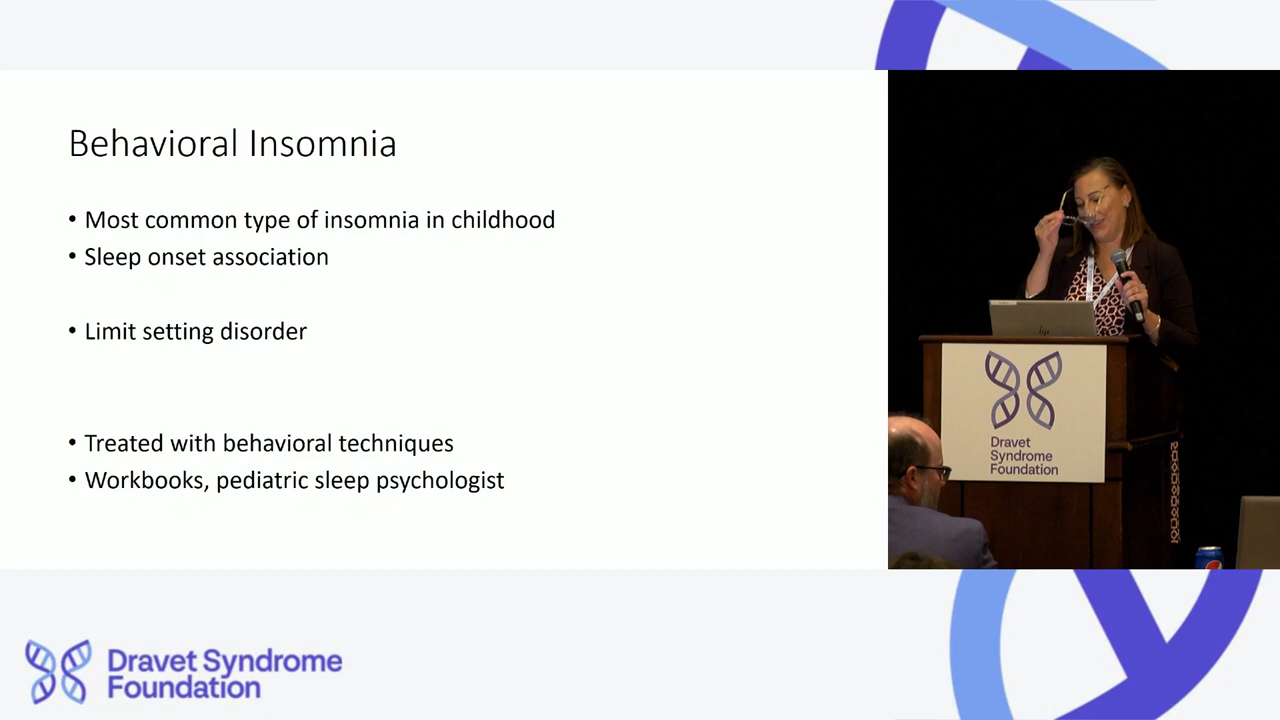 Behavioral Insomnia
• Most common type of insomnia in childhood
• Sleep onset association
• Limit setting disorder
• Treated with behavioral techniques
• Workbooks, pediatric sleep psychologist
hp
Dravet
Syndrome
Foundation
Dravet Syndrome
Foundation